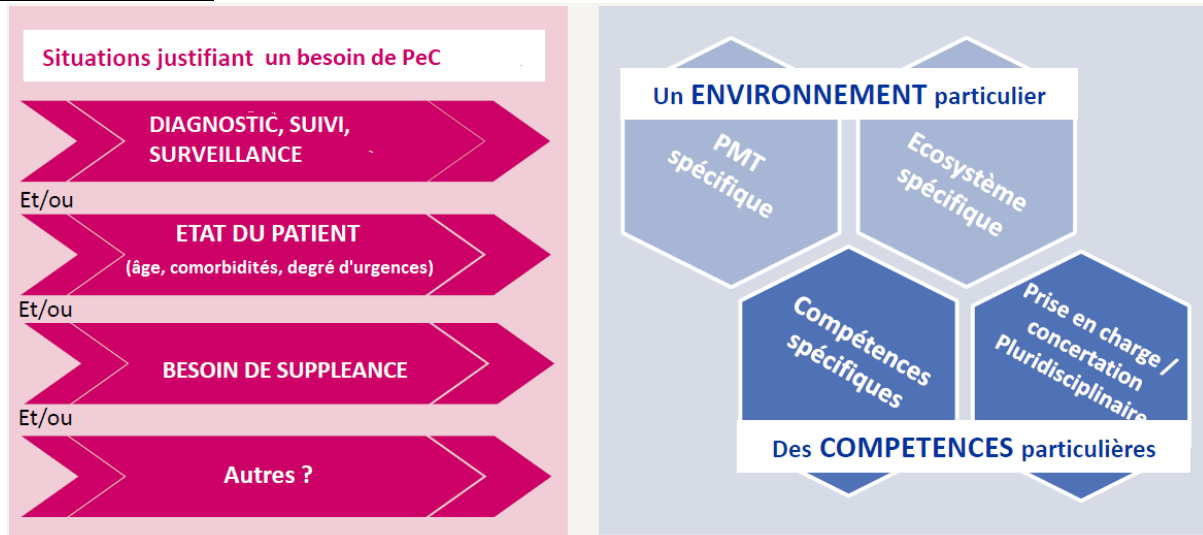 Situations justifiant un besoin de PeC
DIAGNOSTIC, SUIVI,
SURVEILLANCE
Et/ou
ETAT DU PATIENT
(âge, comorbidités, degré d'urgences)
Et/ou
BESOIN DE SUPPLEANCE
Et/ou
Autres ?
Un ENVIRONNEMENT particulier
PMT
spécifique
Ecosystème
spécifique
Compétences
spécifiques
Prise en charge /
concertation
Pluridisciplinaire
Des COMPETENCES particulières